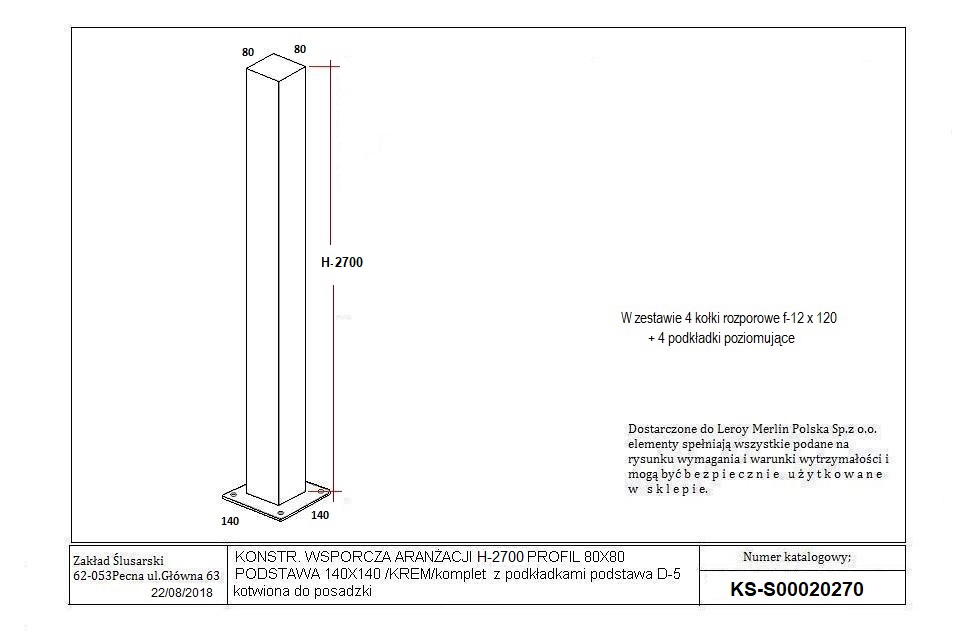 80 80
H-2700
W zestawie 4 kołki rozporowe f-12 x 120
+ 4 podkładki poziomujące
Dostarczone do Leroy Merlin Polska Sp.z o.o.
elementy spełniają wszystkie podane na
rysunku wymagania i warunki wytrzymałości i
mogą być b e z p i e c z n i e u ż y t k o w a n e
w s k l e p i e.
140 140
Zakład Ślusarski
62-053Pecna ul.Główna 63
22/08/2018
KONSTR. WSPORCZA ARANŻACJI H-2700 PROFIL 80X80
PODSTAWA 140X140 /KREM/komplet z podkładkami podstawa D-5
kotwiona do posadzki
Numer katalogowy;
KS-S00020270